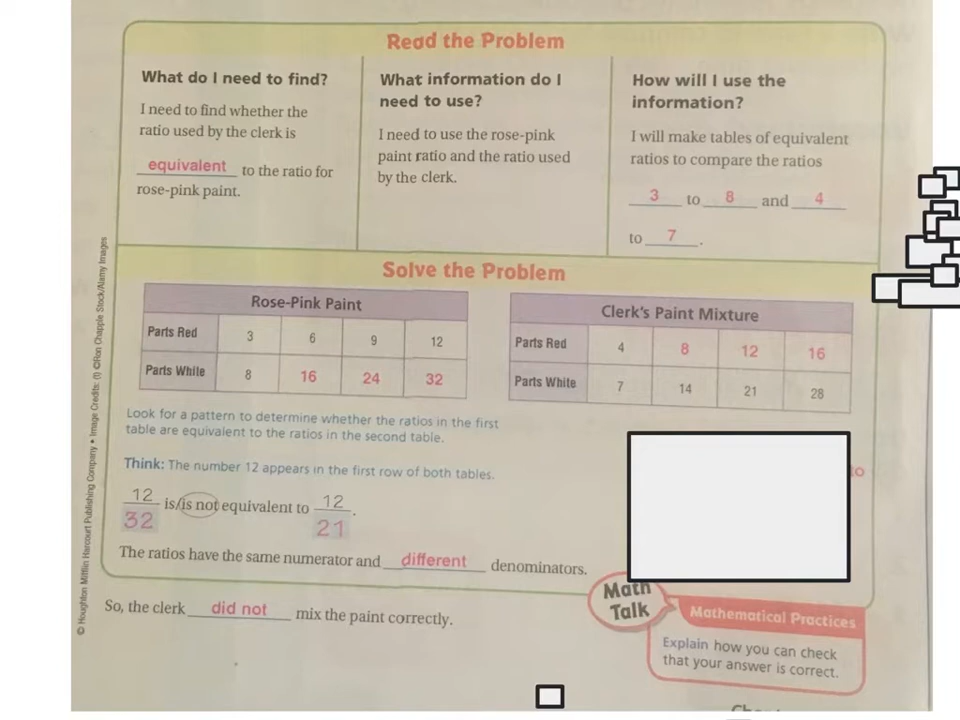 Read the Problem
What do I need to find?
I need to find whether the
ratio used by the clerk is
equivalent to the ratio for
rose-pink paint.
What information do I
need to use?
I need to use the rose-pink
paint ratio and the ratio used
by the clerk.
How will I use the
information?
I will make tables of equivalent
ratios to compare the ratios
3 to 8 and 4
to 7.
Solve the Problem
Rose-Pink Paint
Parts Red 3 6 9 12
Parts White 8 16 24 32
Clerk's Paint Mixture
Parts Red 4 8 12 16
Parts White 7 14 21 28
Look for a pattern to determine whether the ratios in the first
table are equivalent to the ratios in the second table.
Think: The number 12 appears in the first row of both tables.
12 is/is not equivalent to 12.
32 21
The ratios have the same numerator and different denominators.
So, the clerk did not mix the paint correctly.
to
Math
Talk
Mathematical Practices
Explain how you can check
that your answer is correct.
© Houghton Mifflin Harcourt Publishing Company • Image Credits: (t) ©Ron Chapple Stock/Alamy Images